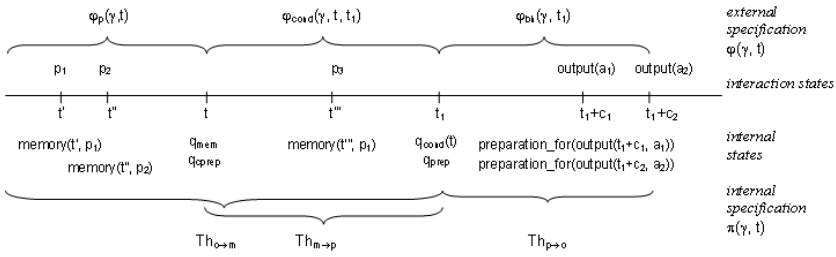 φp(γ,t) φcond(γ, t, t1) φbh(γ, t1) external specification φ(γ, t)
p1 p2 p3 output(a1) output(a2)
interaction states
t' t'' t t''' t1 t1+c1 t1+c2
memory(t', p1) qmem memory(t''', p1) qcond(t) preparation_for(output(t1+c1, a1)) internal
memory(t'', p2) qcprep qprep preparation_for(output(t1+c2, a2)) states
internal specification π(γ, t)
Tho→m Thm→p Thp→o